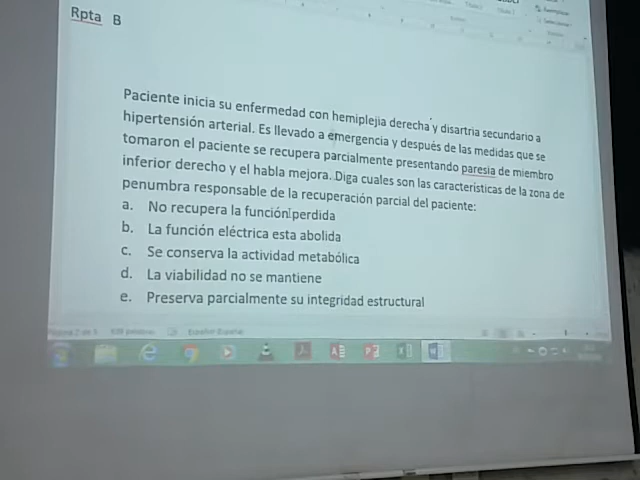 Rpta B
Paciente inicia su enfermedad con hemiplejia derecha y disartria secundario a
hipertensión arterial. Es llevado a emergencia y después de las medidas que se
tomaron el paciente se recupera parcialmente presentando paresia de miembro
inferior derecho y el habla mejora. Diga cuales son las características de la zona de
penumbra responsable de la recuperación parcial del paciente:
a. No recupera la función perdida
b. La función eléctrica esta abolida
c. Se conserva la actividad metabólica
d. La viabilidad no se mantiene
e. Preserva parcialmente su integridad estructural